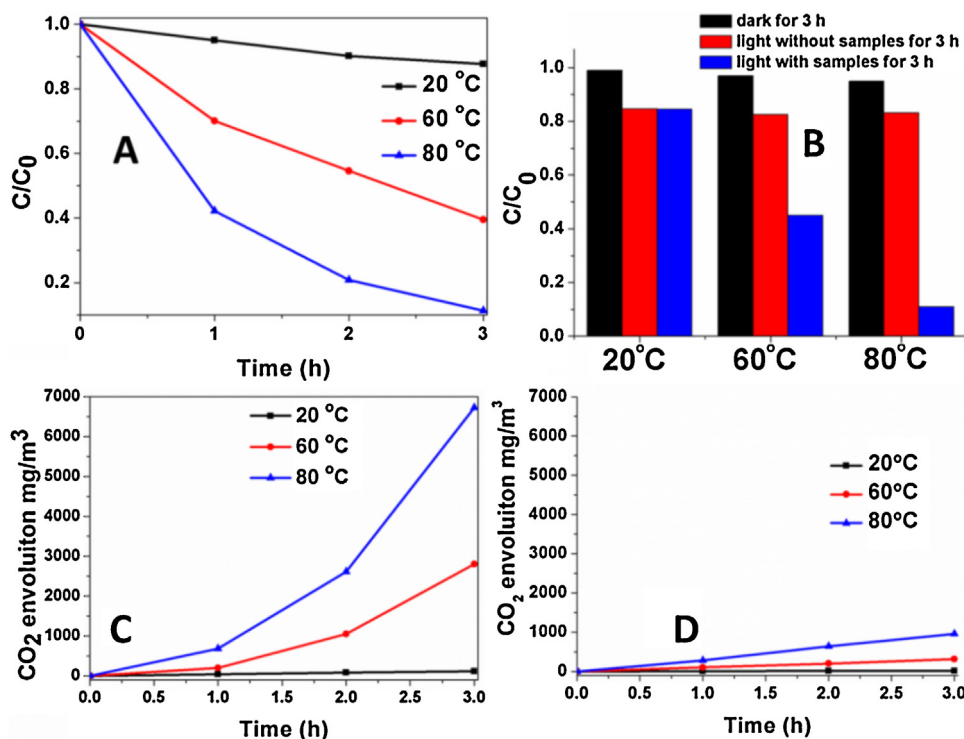 1.0
0.8
0.6
0.4
0.2
C/C0
A
20 °C
60 °C
80 °C
0
1
2
3
Time (h)
dark for 3 h
light without samples for 3 h
light with samples for 3 h
1.0
0.8
0.6
0.4
0.2
0.0
C/C0
B
20°C
60°C
80°C
7000
6000
5000
4000
3000
2000
1000
0
CO2 envoluiton mg/m³
C
20 °C
60 °C
80 °C
0.0
0.5
1.0
1.5
2.0
2.5
3.0
Time (h)
7000
6000
5000
4000
3000
2000
1000
0
CO2 envoluiton mg/m³
D
20°C
60°C
80°C
0.0
0.5
1.0
1.5
2.0
2.5
3.0
Time (h)